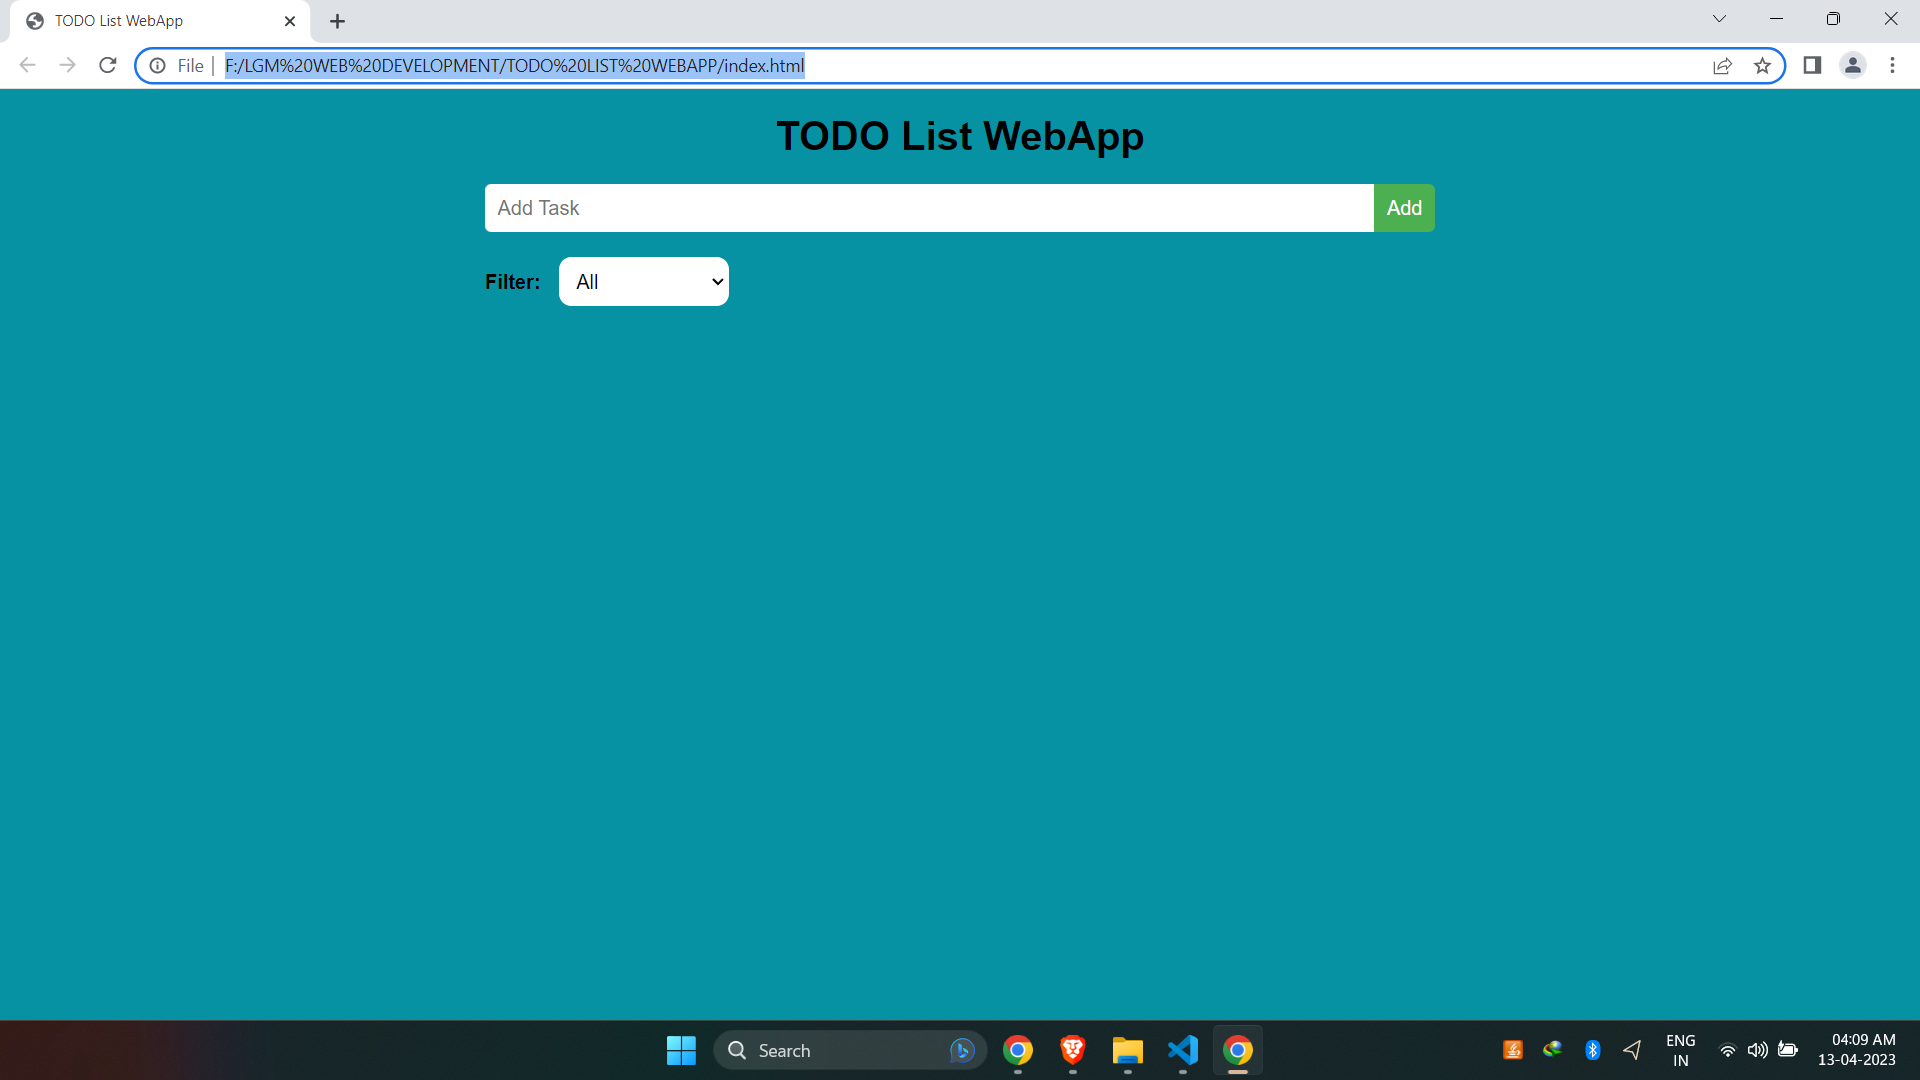 TODO List WebApp
File F:/LGM%20WEB%20DEVELOPMENT/TODO%20LIST%20WEBAPP/index.html
TODO List WebApp
Add Task
Add
Filter:
All
Search
ENG
IN
04:09 AM
13-04-2023